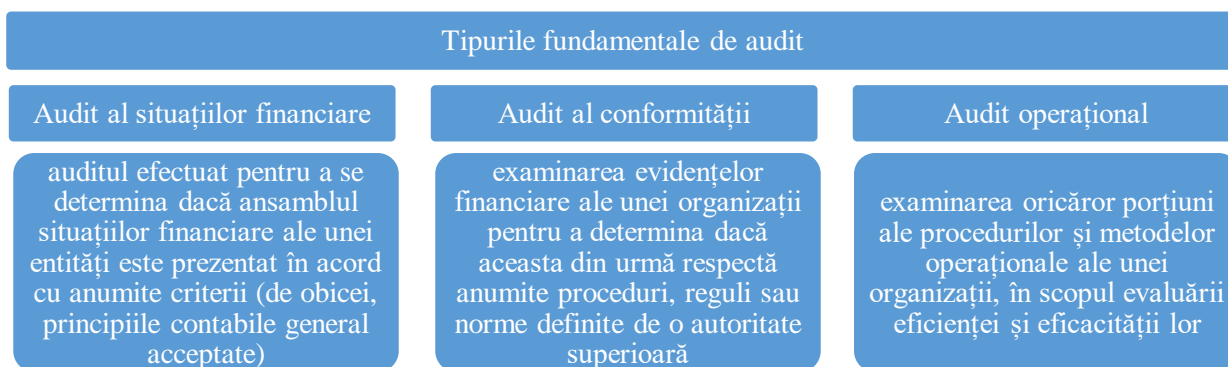 Tipurile fundamentale de audit
Audit al situațiilor financiare
auditul efectuat pentru a se
determina dacă ansamblul
situațiilor financiare ale unei
entități este prezentat în acord
cu anumite criterii (de obicei,
principiile contabile general
acceptate)
Audit al conformității
examinarea evidențelor
financiare ale unei organizații
pentru a determina dacă
aceasta din urmă respectă
anumite proceduri, reguli sau
norme definite de o autoritate
superioară
Audit operațional
examinarea oricăror porțiuni
ale procedurilor și metodelor
operaționale ale unei
organizații, în scopul evaluării
eficienței și eficacității lor